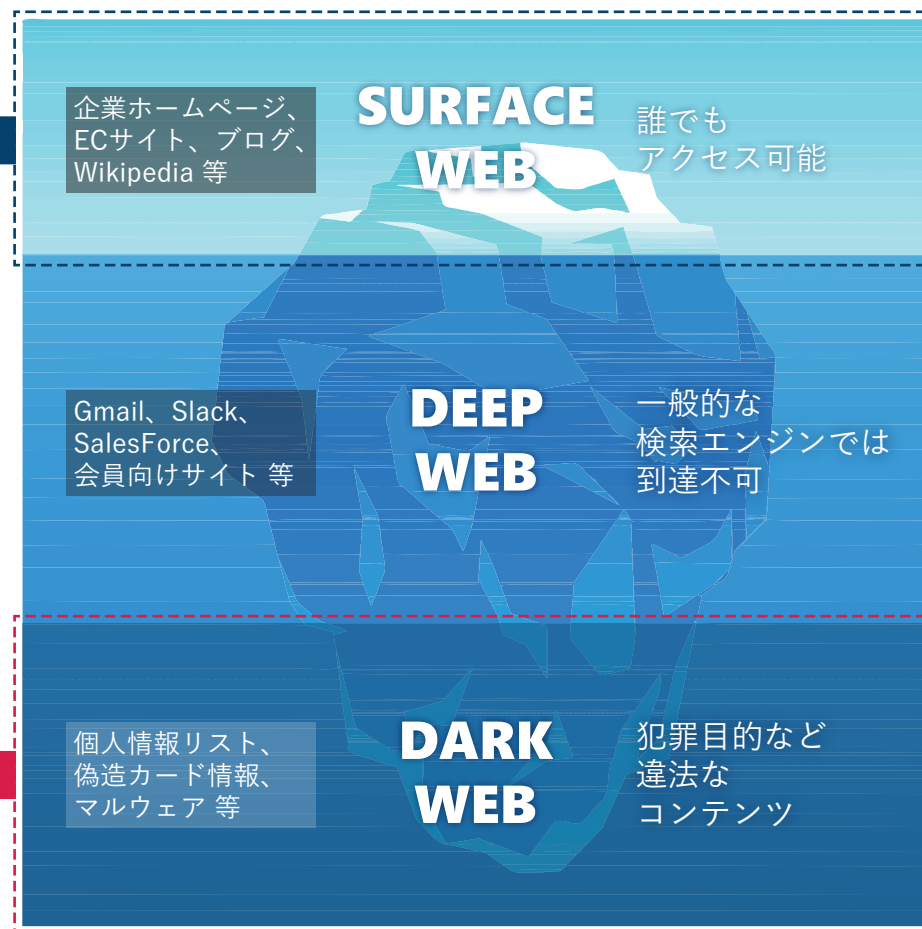 企業ホームページ、
ECサイト、ブログ、
Wikipedia 等
SURFACE
WEB
誰でも
アクセス可能
Gmail、Slack、
SalesForce、
会員向けサイト 等
DEEP
WEB
一般的な
検索エンジンでは
到達不可
個人情報リスト、
偽造カード情報、
マルウェア 等
DARK
WEB
犯罪目的など
違法な
コンテンツ